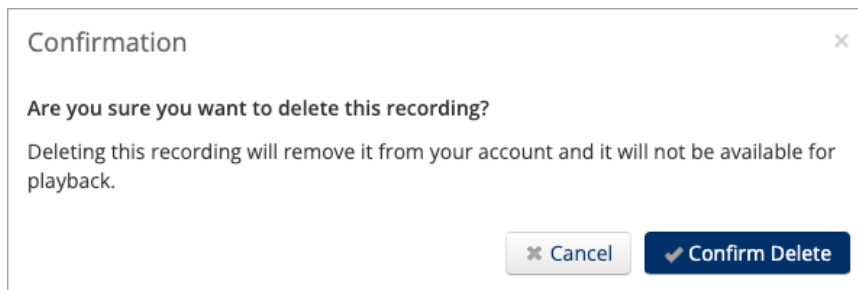 Confirmation
Are you sure you want to delete this recording?
Deleting this recording will remove it from your account and it will not be available for
playback.
Cancel
Confirm Delete